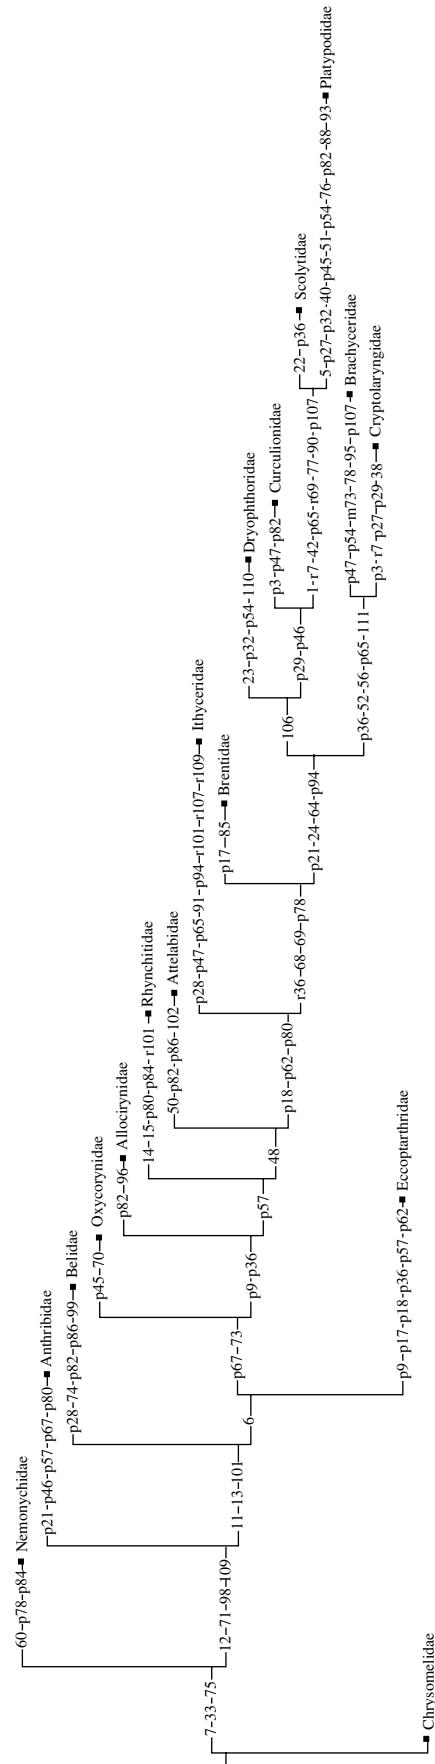 60-p78-p84 Nemonychidae
p21-p46-p57-p67-p80 Anthribidae
p28-74-p82-p86-99 Belidae
p45-70 Oxycorynidae
p82-96 Allocirynidae
14-15-p80-p84-r101 Rhynchitidae
50-p82-p86-102 Attelabidae
p28-p47-p65-91-p94-r101-r107-r109 Ithyceridae
p17-85 Brentidae
23-p32-p54-110 Dryophthoridae
p3-p47-p82 Curculionidae
22-p36 Scolytidae
5-p27-p32-40-p45-51-p54-76-p82-88-93 Platypodidae
1-r7-42-p65-r69-77-90-p107
p29-p46
106
p47-p54-m73-78-95-p107 Brachyceridae
p3-r7-p27-p29-38 Cryptolaryngidae
p36-52-56-p65-111
p21-24-64-p94
r36-68-69-p78
p18-p62-p80
48
p57
p9-p36
p67-73
p9-p17-p18-p36-p57-p62 Eccoptarthridae
6
11-13-101
12-71-98-109
7-33-75
Chrysomelidae